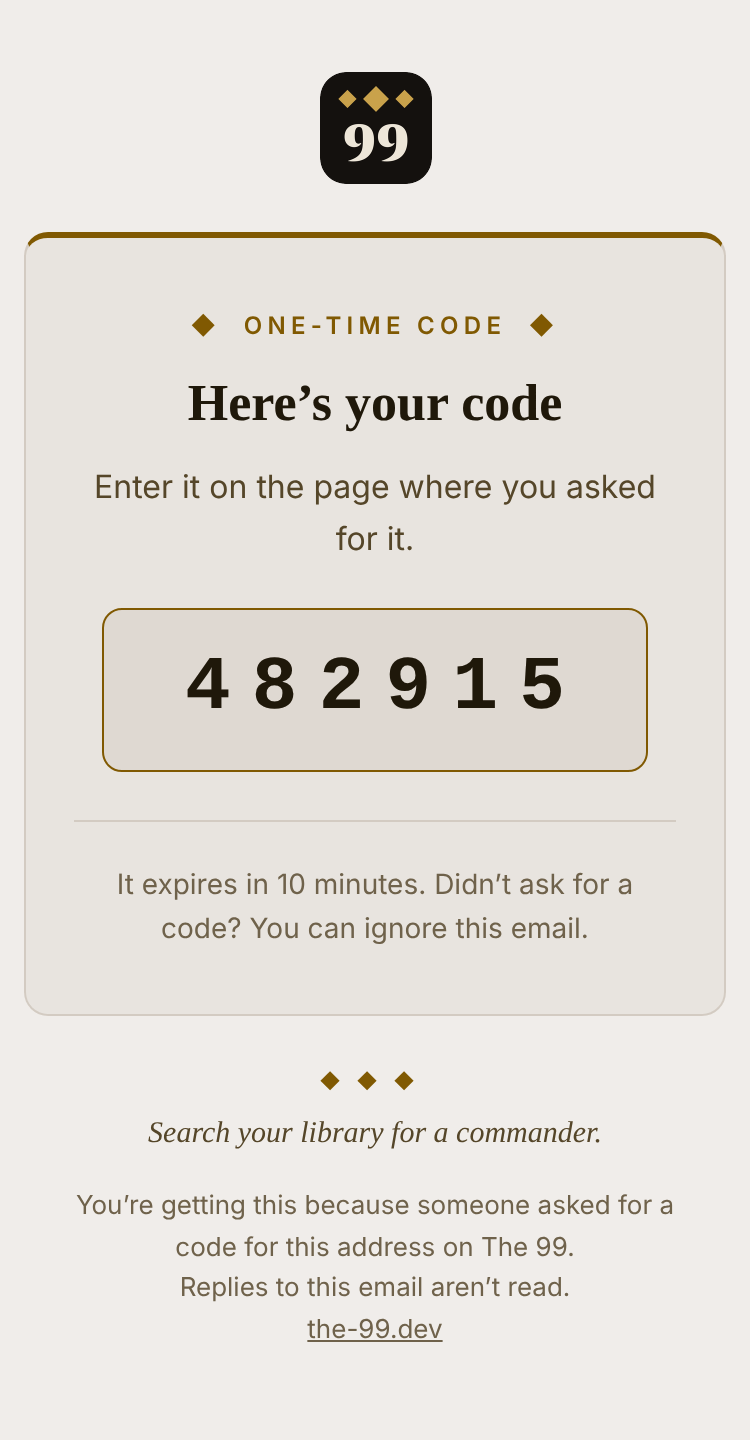 99
ONE-TIME CODE
Here’s your code
Enter it on the page where you asked
for it.
482915
It expires in 10 minutes. Didn’t ask for a
code? You can ignore this email.
Search your library for a commander.
You’re getting this because someone asked for a
code for this address on The 99.
Replies to this email aren’t read.
the-99.dev